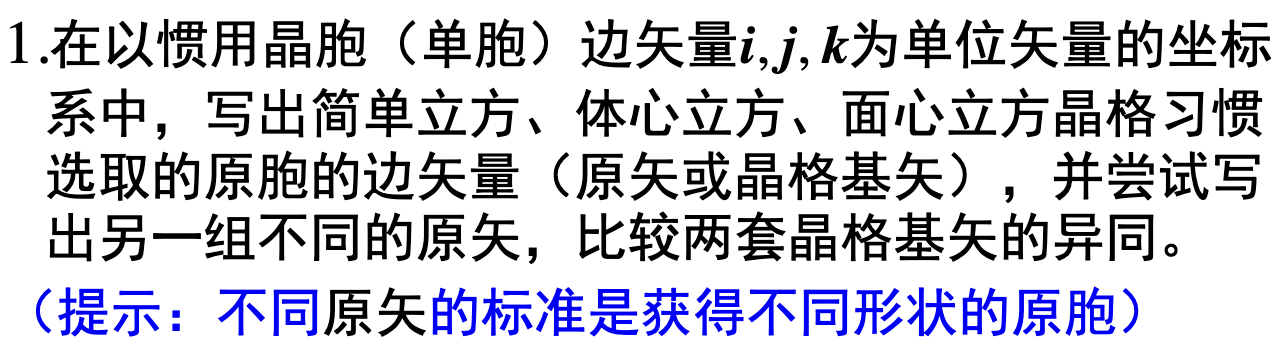 1.在以惯用晶胞（单胞）边矢量i,j,k为单位矢量的坐标
系中，写出简单立方、体心立方、面心立方晶格习惯
选取的原胞的边矢量（原矢或晶格基矢），并尝试写
出另一组不同的原矢，比较两套晶格基矢的异同。
（提示：不同原矢的标准是获得不同形状的原胞）